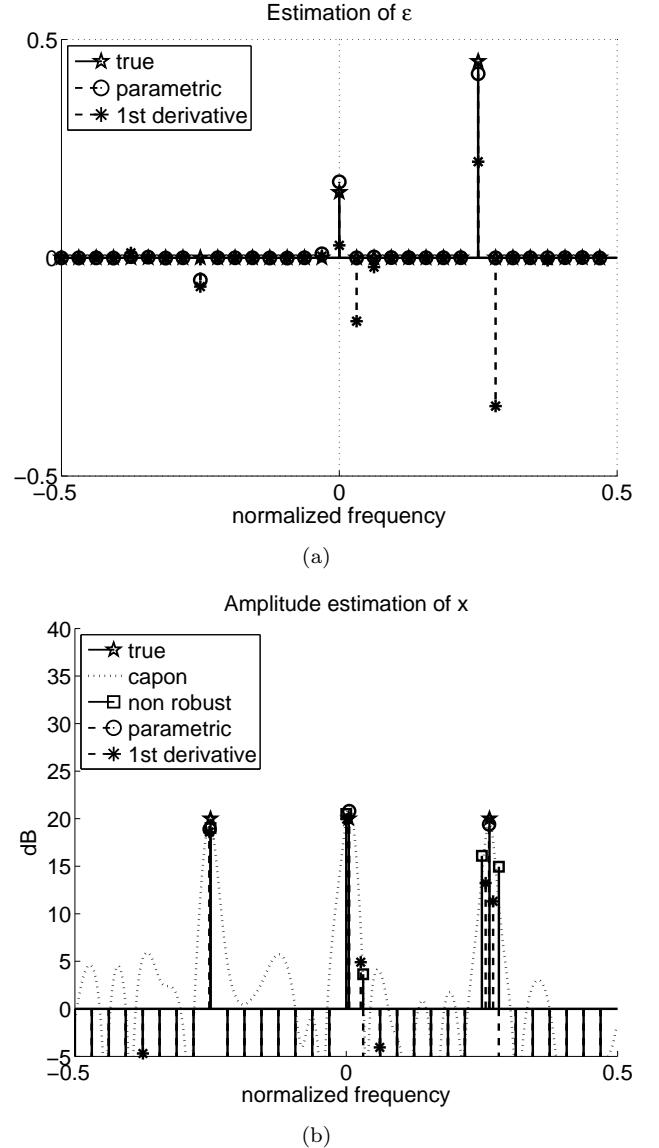 Estimation of ε
0.5
true
parametric
1st derivative
0
−0.5
−0.5 0 0.5
normalized frequency
(a)
Amplitude estimation of x
40
true
35
capon
30
non robust
parametric
25
1st derivative
20
dB
15
10
5
0
−5
−0.5 0 0.5
normalized frequency
(b)